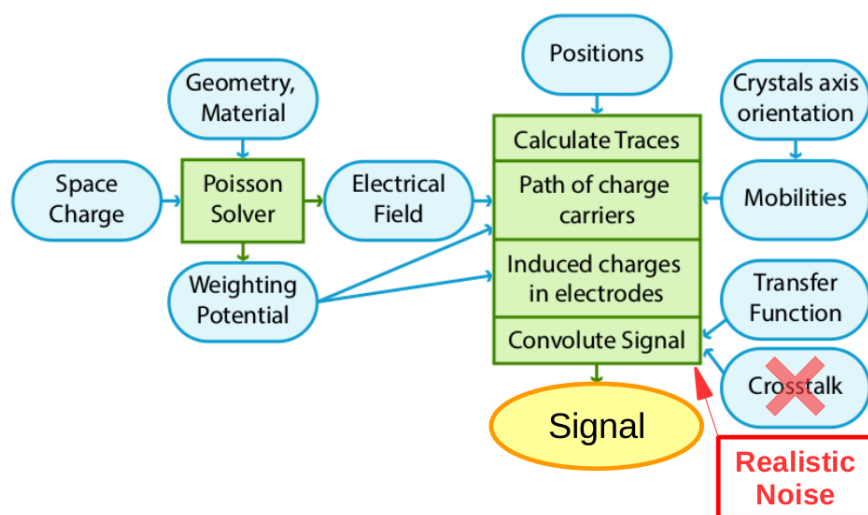 Positions
Geometry,
Material
Crystals axis
orientation
Calculate Traces
Space
Charge
Poisson
Solver
Electrical
Field
Path of charge
carriers
Mobilities
Weighting
Potential
Induced charges
in electrodes
Transfer
Function
Convolute Signal
Crosstalk
Signal
Realistic
Noise